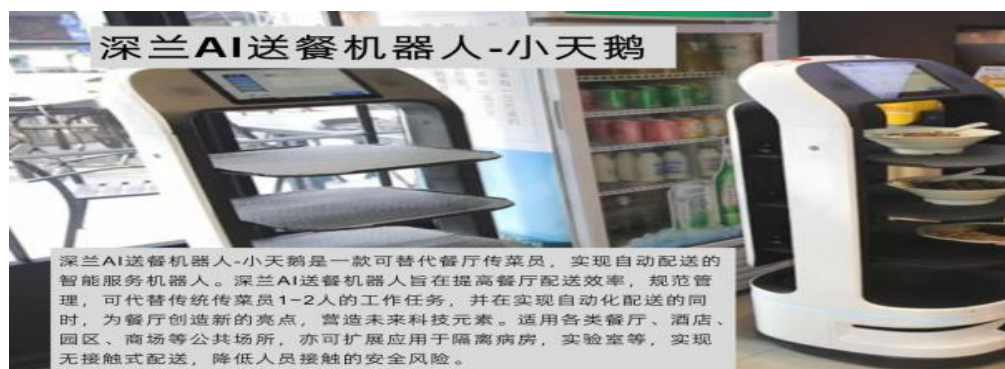 深兰AI送餐机器人-小天鹅
深兰AI送餐机器人-小天鹅是一款可替代餐厅传菜员，实现自动配送的
智能服务机器人。深兰AI送餐机器人旨在提高餐厅配送效率，规范管
理，可代替传统传菜员1-2人的工作任务，并在实现自动化配送的同
时，为餐厅创造新的亮点，营造未来科技元素。适用各类餐厅、酒店、
园区、商场等公共场所，亦可扩展应用于隔离病房，实验室等，实现
无接触式配送，降低人员接触的安全风险。